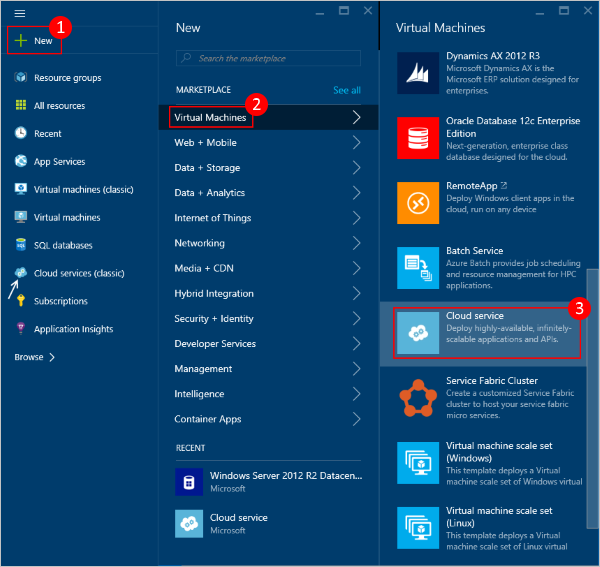 1
New
Resource groups
All resources
Recent
App Services
Virtual machines (classic)
Virtual machines
SQL databases
SQL
Cloud services (classic)
Subscriptions
Application Insights
Browse
New
Search the marketplace
MARKETPLACE
See all
2
Virtual Machines
Web + Mobile
Data + Storage
Data + Analytics
Internet of Things
Networking
Media + CDN
Hybrid Integration
Security + Identity
Developer Services
Management
Intelligence
Container Apps
RECENT
Windows Server 2012 R2 Datacen...
Microsoft
Cloud service
Microsoft
Virtual Machines
Dynamics AX 2012 R3
Microsoft Dynamics AX is the
Microsoft ERP solution designed for
enterprises.
Oracle Database 12c Enterprise
Edition
Next-generation, enterprise class
database designed for the cloud.
RemoteApp
Deploy Windows client apps in the
cloud, run on any device
Batch Service
Azure Batch provides job scheduling
and resource management for HPC
applications.
3
Cloud service
Deploy highly-available, infinitely-
scalable applications and APIs.
Service Fabric Cluster
Create a customized Service Fabric
cluster to host your service fabric
micro services.
Virtual machine scale set
(Windows)
This template deploys a Virtual
machine scale set of Windows virtual
Virtual machine scale set
(Linux)
This template deploys a Virtual
machine scale set of Linux virtual